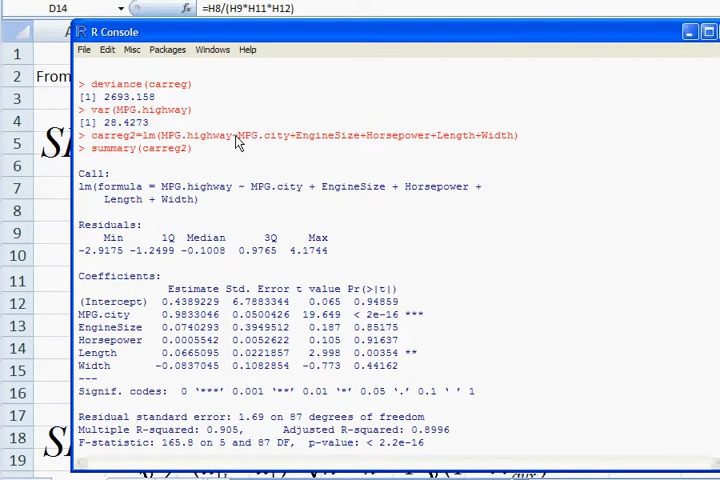 D14 fx =H8/(H9*H11*H12)
R Console
File Edit Misc Packages Windows Help
1
2 From
3
4
5
6
7
8
9
10
11
12
13
14
15
16
17
18
19
> deviance(carreg)
[1] 2693.158
> var(MPG.highway)
[1] 28.4273
> carreg2=lm(MPG.highway~MPG.city+EngineSize+Horsepower+Length+Width)
> summary(carreg2)
Call:
lm(formula = MPG.highway ~ MPG.city + EngineSize + Horsepower +
Length + Width)
Residuals:
Min 1Q Median 3Q Max
-2.9175 -1.2499 -0.1008 0.9765 4.1744
Coefficients:
Estimate Std. Error t value Pr(>|t|)
(Intercept) 0.4389229 6.7883344 0.065 0.94859
MPG.city 0.9833046 0.0500426 19.649 < 2e-16 ***
EngineSize 0.0740293 0.3949512 0.187 0.85175
Horsepower 0.0005542 0.0052622 0.105 0.91637
Length 0.0665095 0.0221857 2.998 0.00354 **
Width -0.0837045 0.1082854 -0.773 0.44162
---
Signif. codes: 0 ‘***’ 0.001 ‘**’ 0.01 ‘*’ 0.05 ‘.’ 0.1 ‘ ’ 1
Residual standard error: 1.69 on 87 degrees of freedom
Multiple R-squared: 0.905, Adjusted R-squared: 0.8996
F-statistic: 165.8 on 5 and 87 DF, p-value: < 2.2e-16